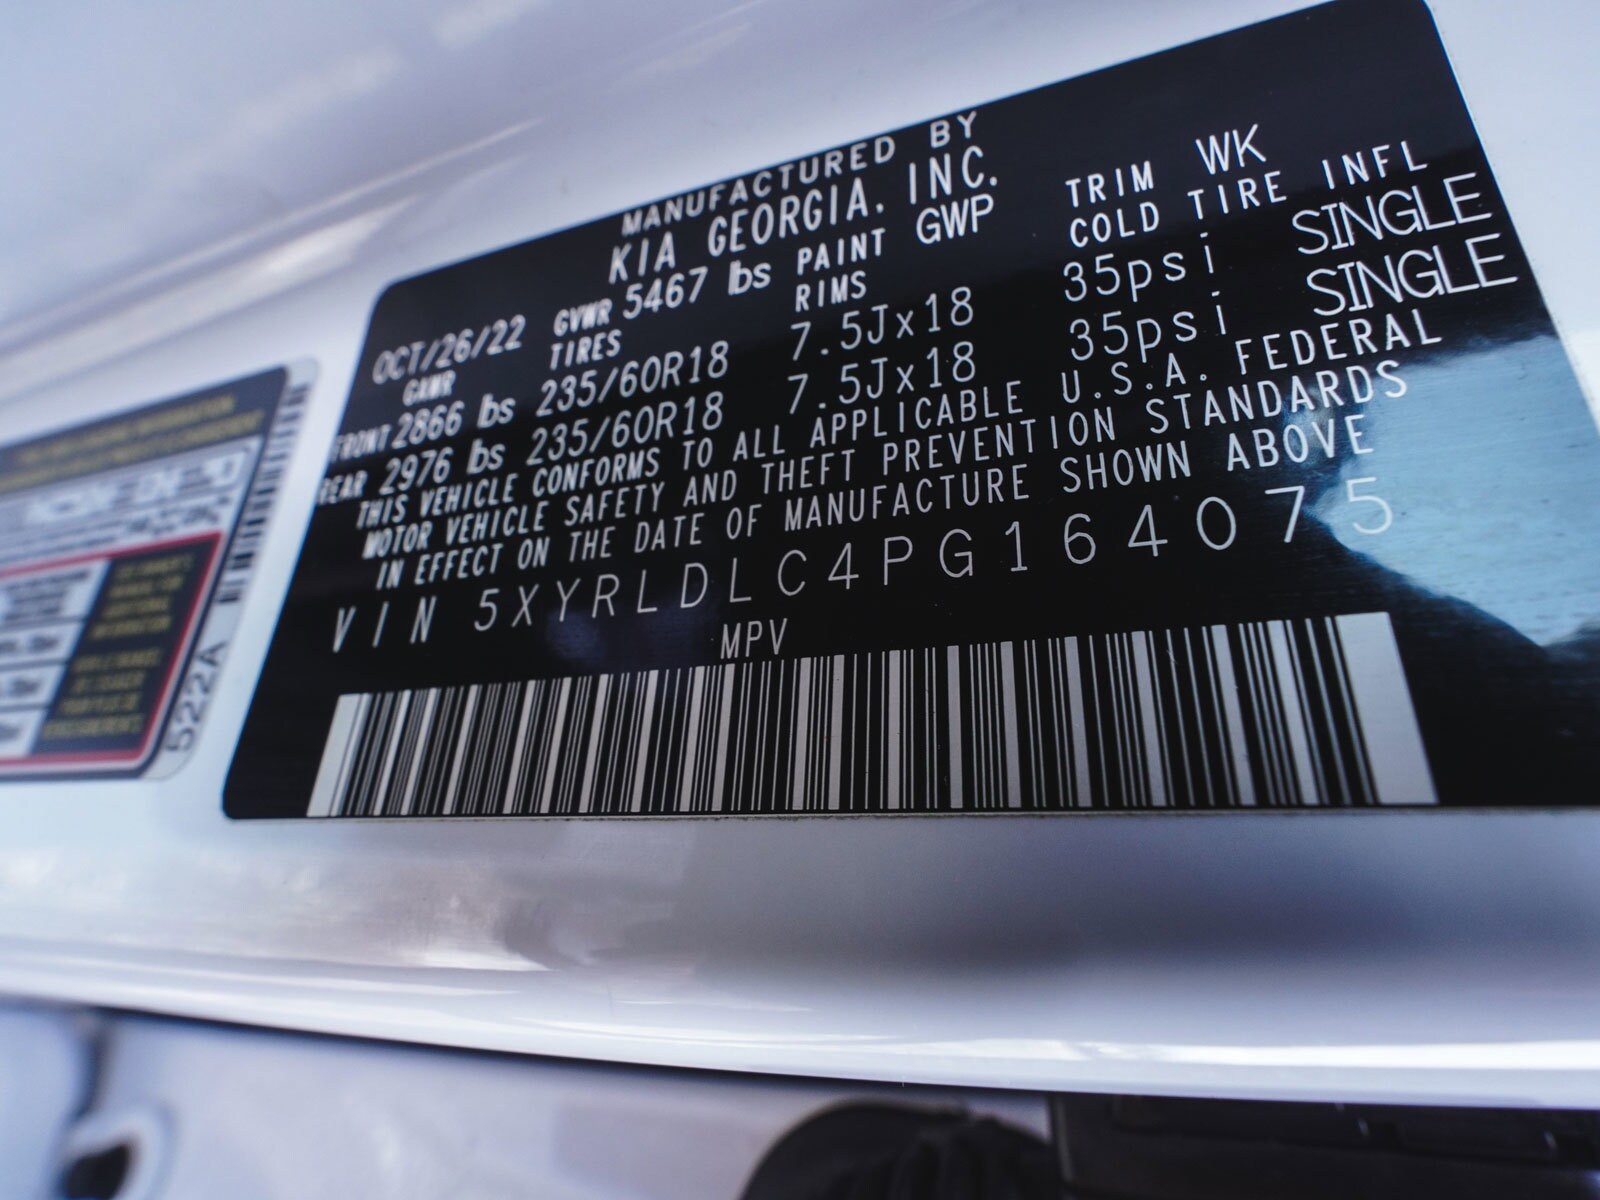 MANUFACTURED BY
KIA GEORGIA. INC.
OCT/26/22 GVWR 5467 lbs PAINT GWP TRIM WK
GAWR TIRES RIMS COLD TIRE INFL
FRONT 2866 lbs 235/60R18 7.5Jx18 35psi SINGLE
REAR 2976 lbs 235/60R18 7.5Jx18 35psi SINGLE
THIS VEHICLE CONFORMS TO ALL APPLICABLE U.S.A. FEDERAL
MOTOR VEHICLE SAFETY AND THEFT PREVENTION STANDARDS
IN EFFECT ON THE DATE OF MANUFACTURE SHOWN ABOVE
VIN 5XYRLDLC4PG164075
MPV
522A